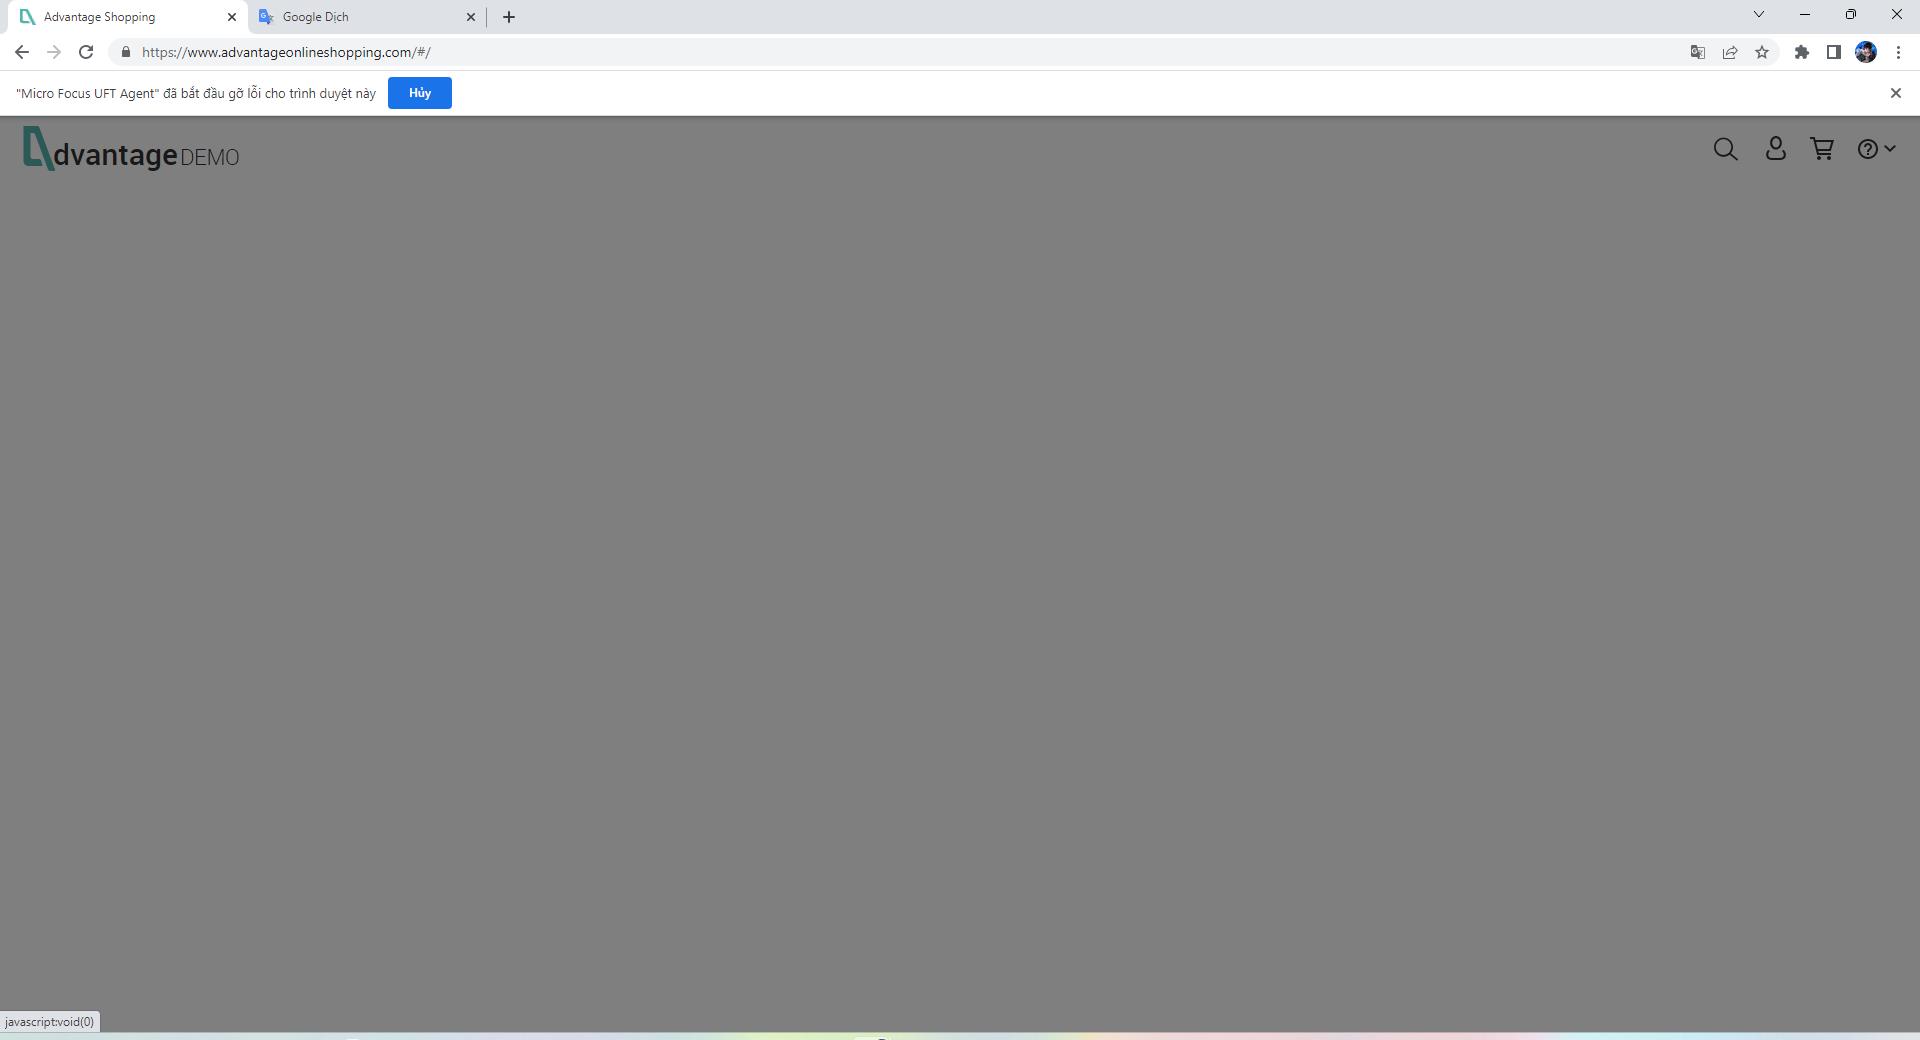 Advantage Shopping
Google Dịch
https://www.advantageonlineshopping.com/#/
"Micro Focus UFT Agent" đã bắt đầu gỡ lỗi cho trình duyệt này
Hủy
dvantage DEMO
javascript:void(0)